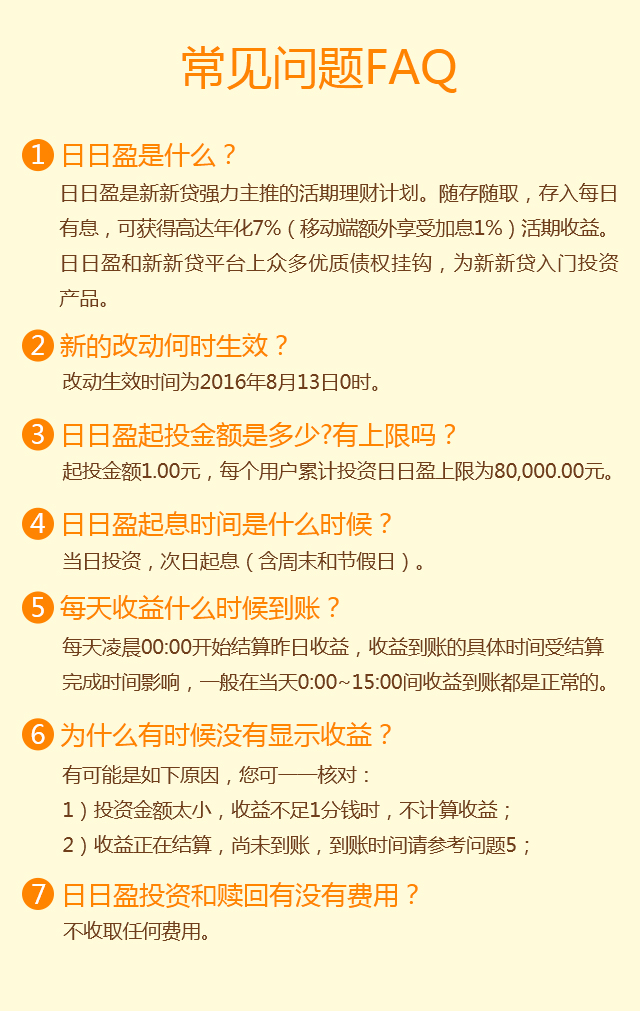 常见问题FAQ
1 日日盈是什么？
日日盈是新新贷强力主推的活期理财计划。随存随取，存入每日
有息，可获得高达年化7%（移动端额外享受加息1%）活期收益。
日日盈和新新贷平台上众多优质债权挂钩，为新新贷入门投资
产品。
2 新的改动何时生效？
改动生效时间为2016年8月13日0时。
3 日日盈起投金额是多少?有上限吗？
起投金额1.00元，每个用户累计投资日日盈上限为80,000.00元。
4 日日盈起息时间是什么时候？
当日投资，次日起息（含周末和节假日）。
5 每天收益什么时候到账？
每天凌晨00:00开始结算昨日收益，收益到账的具体时间受结算
完成时间影响，一般在当天0:00~15:00间收益到账都是正常的。
6 为什么有时候没有显示收益？
有可能是如下原因，您可一一核对：
1）投资金额太小，收益不足1分钱时，不计算收益；
2）收益正在结算，尚未到账，到账时间请参考问题5；
7 日日盈投资和赎回有没有费用？
不收取任何费用。